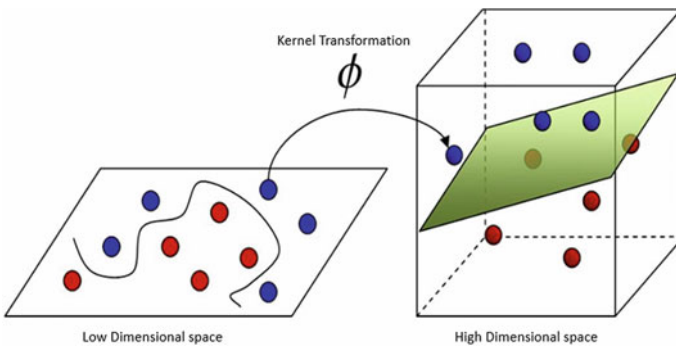 Kernel Transformation
ϕ
Low Dimensional space
High Dimensional space